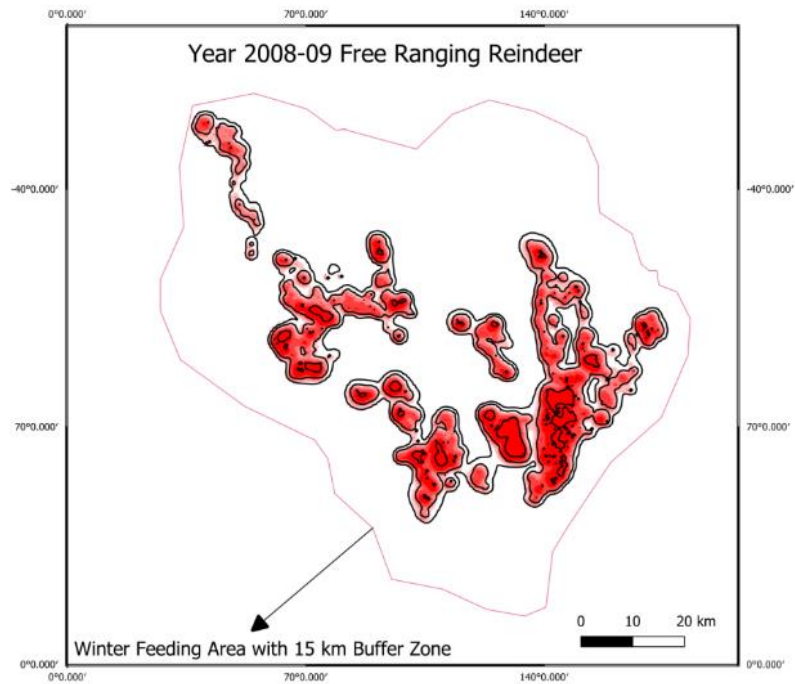 0°0.000' 70°0.000' 140°0.000'
Year 2008-09 Free Ranging Reindeer
-40°0.000' -40°0.000'
70°0.000' 70°0.000'
0 10 20 km
Winter Feeding Area with 15 km Buffer Zone
0°0.000' 0°0.000'
0°0.000' 70°0.000' 140°0.000'